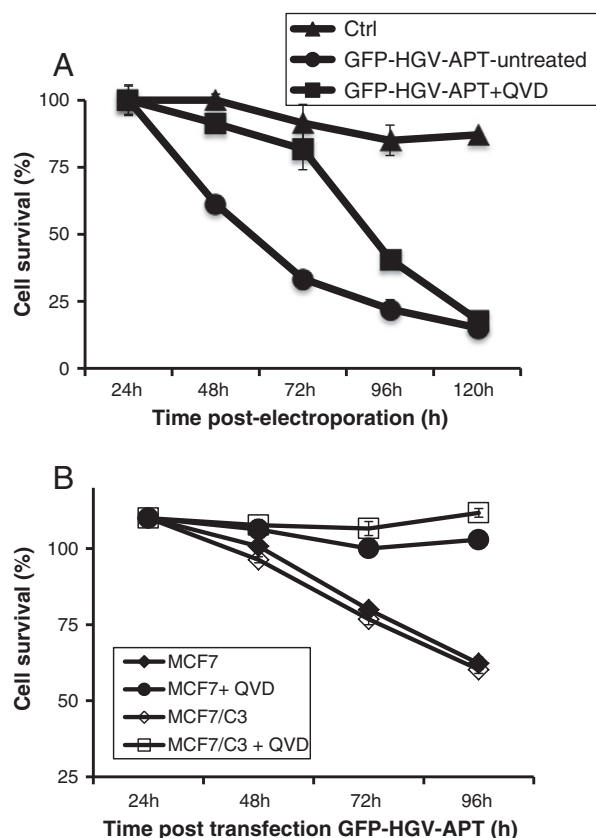 A
Ctrl
GFP-HGV-APT-untreated
GFP-HGV-APT+QVD
Cell survival (%)
100
75
50
25
0
24h 48h 72h 96h 120h
Time post-electroporation (h)
B
Cell survival (%)
100
75
50
25
MCF7
MCF7+ QVD
MCF7/C3
MCF7/C3 + QVD
24h 48h 72h 96h
Time post transfection GFP-HGV-APT (h)